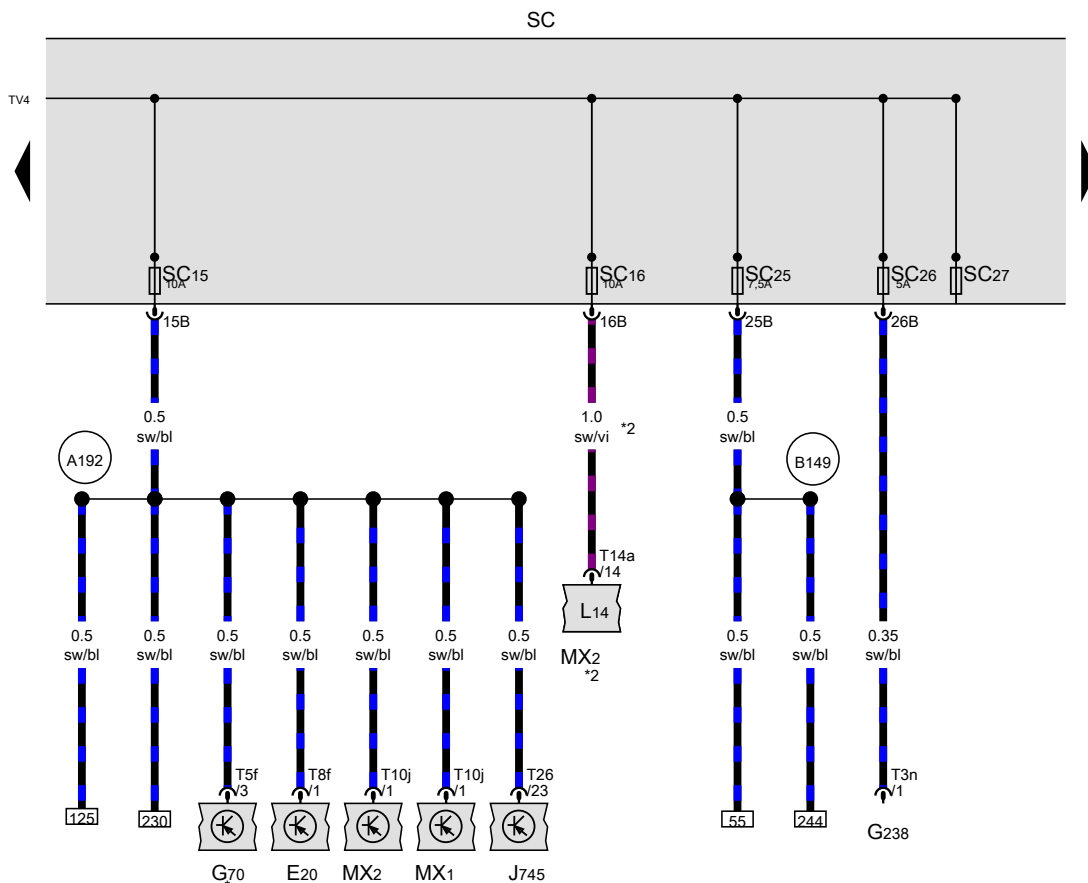 SC
TV4
SC15
10A
SC16
10A
SC25
7,5A
SC26
5A
SC27
15B
16B
25B
26B
0.5
sw/bl
1.0
sw/vi
*2
0.5
sw/bl
A192
B149
T14a
/14
L14
MX2
*2
0.5
sw/bl
0.5
sw/bl
0.5
sw/bl
0.5
sw/bl
0.5
sw/bl
0.5
sw/bl
0.5
sw/bl
0.5
sw/bl
0.5
sw/bl
0.35
sw/bl
T5f
/3
T8f
/1
T10j
/1
T10j
/1
T26
/23
T3n
/1
125
230
55
244
G70
E20
MX2
MX1
J745
G238